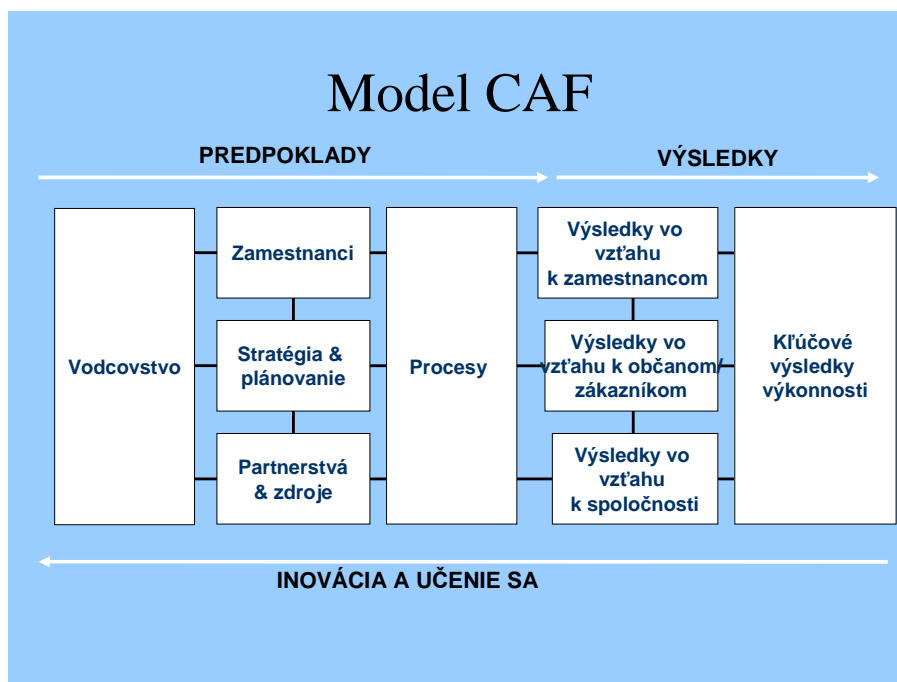 Model CAF
PREDPOKLADY
VÝSLEDKY
Vodcovstvo
Zamestnanci
Stratégia &
plánovanie
Partnerstvá
& zdroje
Procesy
Výsledky vo
vzťahu
k zamestnancom
Výsledky vo
vzťahu k občanom/
zákazníkom
Výsledky vo
vzťahu
k spoločnosti
Kľúčové
výsledky
výkonnosti
INOVÁCIA A UČENIE SA